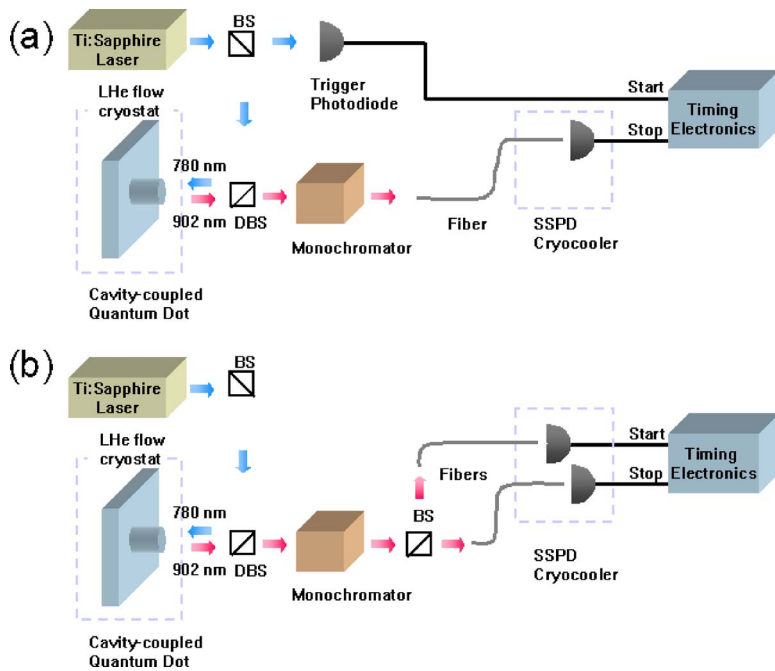 (a)
Ti:Sapphire
Laser
BS
Trigger
Photodiode
Start
Stop
Timing
Electronics
LHe flow
cryostat
780 nm
902 nm
DBS
Monochromator
Fiber
SSPD
Cryocooler
Cavity-coupled
Quantum Dot
(b)
Ti:Sapphire
Laser
BS
Start
Stop
Timing
Electronics
LHe flow
cryostat
Fibers
780 nm
902 nm
DBS
BS
Monochromator
SSPD
Cryocooler
Cavity-coupled
Quantum Dot